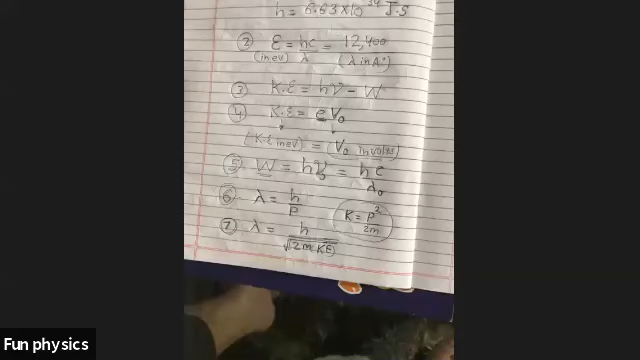 h = 6.63 × 10⁻³⁴ J.S
② E = hc/λ = 12,400
(in ev) (λ in A°)
③ K.E = hν − W
④ K.E = eV₀
(K.E in ev) = (V₀ in volts)
⑤ W = hν₀ = hc/λ₀
⑥ λ = h/P K = P²/2m
⑦ λ = h/√(2m(KE))
Fun physics